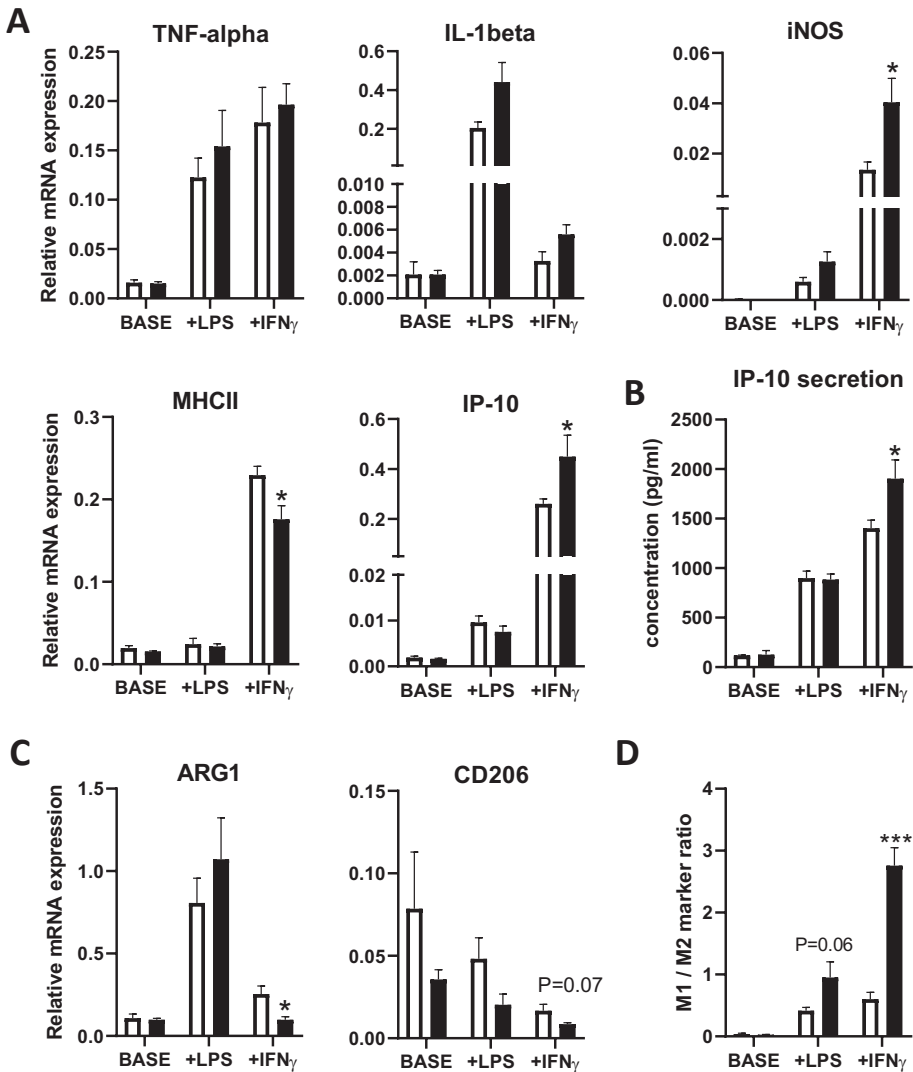 A
TNF-alpha
Relative mRNA expression
0.25
0.20
0.15
0.10
0.05
0.00
BASE +LPS +IFNγ
IL-1beta
0.6
0.4
0.2
0.010
0.008
0.006
0.004
0.002
0.000
BASE +LPS +IFNγ
iNOS
0.06
0.04
0.02
0.002
0.000
*
BASE +LPS +IFNγ
MHCII
Relative mRNA expression
0.3
0.2
0.1
0.0
*
BASE +LPS +IFNγ
IP-10
0.6
0.4
0.2
0.02
0.01
0.00
*
BASE +LPS +IFNγ
B
IP-10 secretion
concentration (pg/ml)
2500
2000
1500
1000
500
0
*
BASE +LPS +IFNγ
C
ARG1
Relative mRNA expression
1.5
1.0
0.5
0.0
*
BASE +LPS +IFNγ
CD206
0.15
0.10
0.05
0.00
P=0.07
BASE +LPS +IFNγ
D
M1 / M2 marker ratio
4
3
2
1
0
P=0.06
***
BASE +LPS +IFNγ